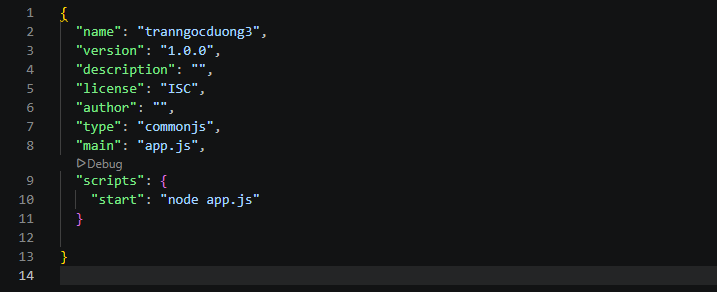 1 {
2 "name": "tranngocduong3",
3 "version": "1.0.0",
4 "description": "",
5 "license": "ISC",
6 "author": "",
7 "type": "commonjs",
8 "main": "app.js",
Debug
9 "scripts": {
10 "start": "node app.js"
11 }
12
13 }
14